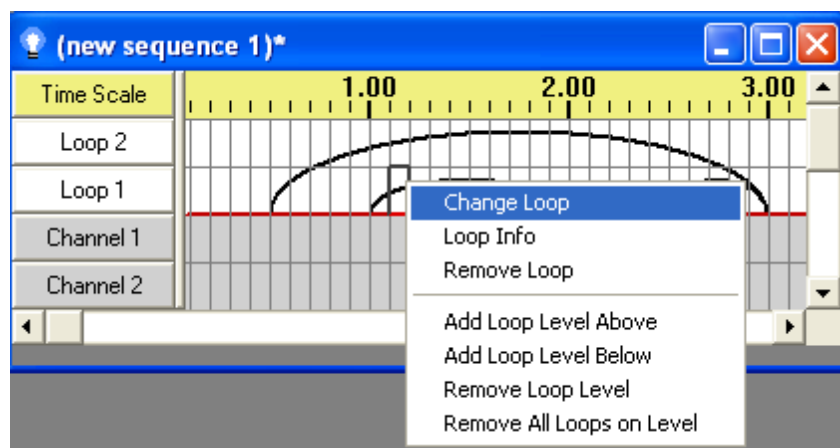 (new sequence 1)*
Time Scale 1.00 2.00 3.00
Loop 2
Loop 1
Channel 1
Channel 2
Change Loop
Loop Info
Remove Loop
Add Loop Level Above
Add Loop Level Below
Remove Loop Level
Remove All Loops on Level